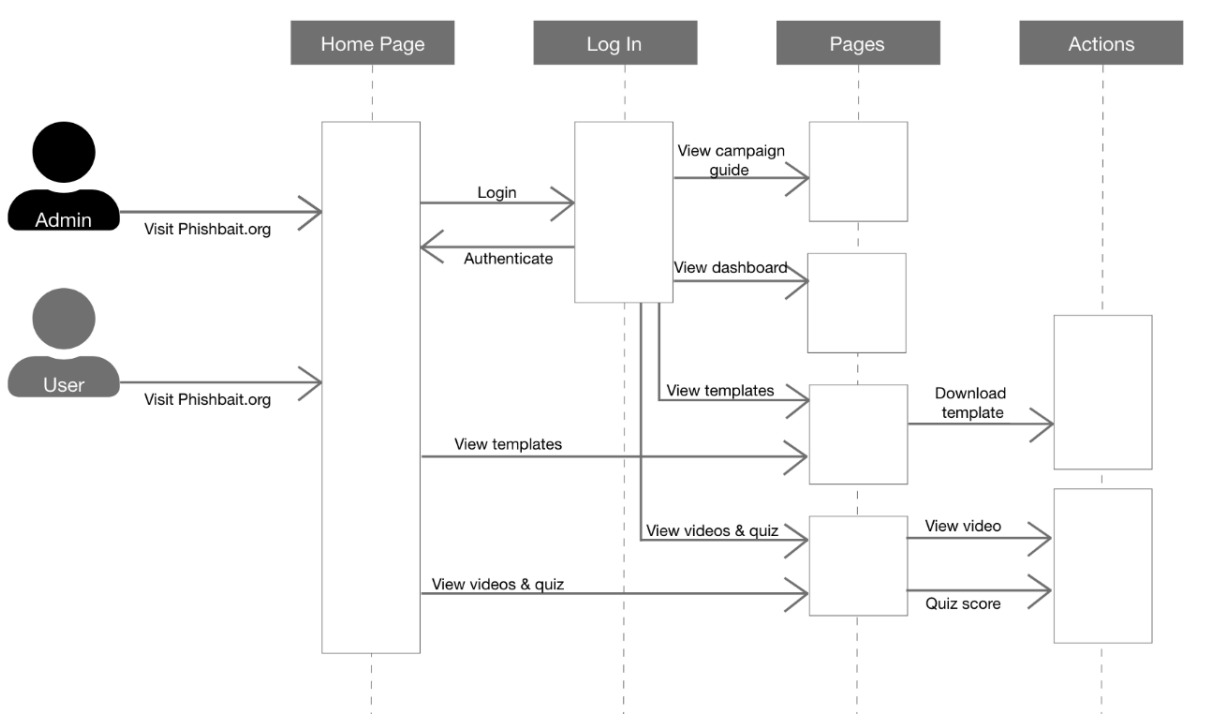 Home Page
Log In
Pages
Actions
View campaign
guide
Login
Admin
Visit Phishbait.org
Authenticate
View dashboard
User
Visit Phishbait.org
View templates
Download
template
View templates
View videos & quiz
View video
View videos & quiz
Quiz score